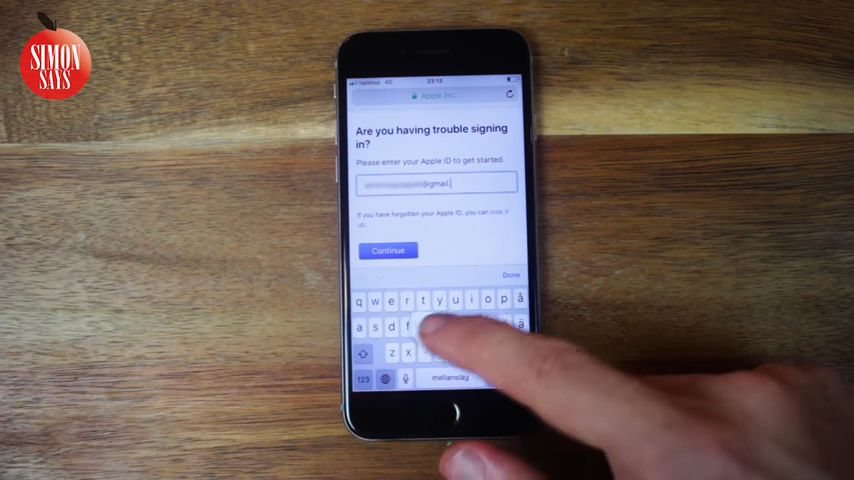 SIMON
SAYS
4G
23:13
Apple Inc.
Are you having trouble signing
in?
Please enter your Apple ID to get started.
@gmail.
If you have forgotten your Apple ID, you can look it
up.
Continue
Done
q w e r t y u i o p å
a s d f
z x
123
mellanslag